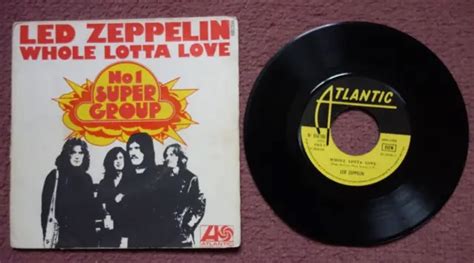 LED ZEPPELIN
WHOLE LOTTA LOVE
No 1
SUPER
GROUP
ATLANTIC
ATLANTIC
WHOLE LOTTA LOVE
LED ZEPPELIN